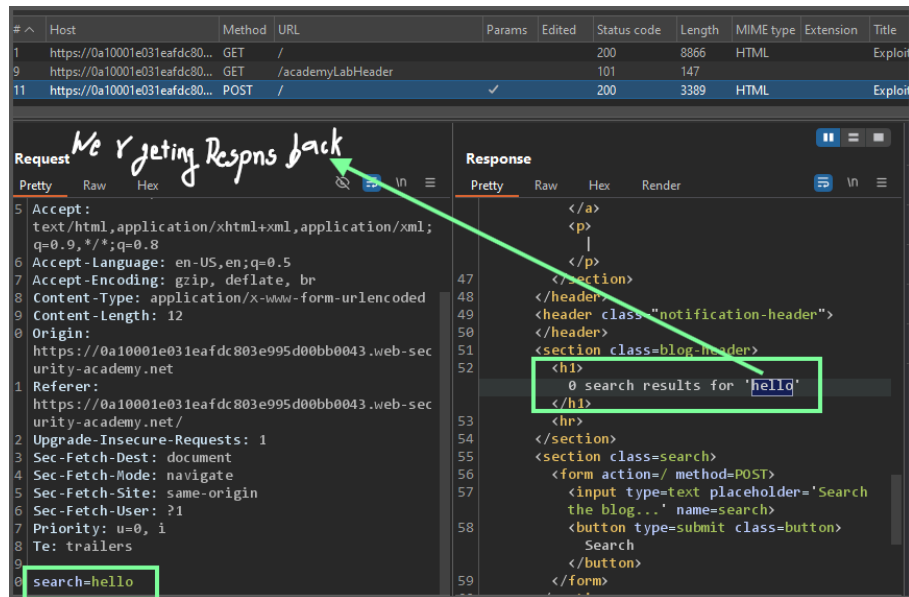 # Host Method URL Params Edited Status code Length MIME type Extension Title
1 https://0a10001e031eafdc80... GET / 200 8866 HTML Exploit
9 https://0a10001e031eafdc80... GET /academyLabHeader 101 147
11 https://0a10001e031eafdc80... POST / ✓ 200 3389 HTML Exploit
We r geting Respns back
Request
Pretty Raw Hex \n
5 Accept:
text/html,application/xhtml+xml,application/xml;
q=0.9,*/*;q=0.8
6 Accept-Language: en-US,en;q=0.5
7 Accept-Encoding: gzip, deflate, br
8 Content-Type: application/x-www-form-urlencoded
9 Content-Length: 12
0 Origin:
https://0a10001e031eafdc803e995d00bb0043.web-sec
urity-academy.net
1 Referer:
https://0a10001e031eafdc803e995d00bb0043.web-sec
urity-academy.net/
2 Upgrade-Insecure-Requests: 1
3 Sec-Fetch-Dest: document
4 Sec-Fetch-Mode: navigate
5 Sec-Fetch-Site: same-origin
6 Sec-Fetch-User: ?1
7 Priority: u=0, i
8 Te: trailers
9
0 search=hello
Response
Pretty Raw Hex Render \n
</a>
<p>
|
</p>
47 </section>
48 </header>
49 <header class="notification-header">
50 </header>
51 <section class=blog-header>
52 <h1>
0 search results for 'hello'
</h1>
53 <hr>
54 </section>
55 <section class=search>
56 <form action=/ method=POST>
57 <input type=text placeholder='Search
the blog...' name=search>
58 <button type=submit class=button>
Search
</button>
59 </form>